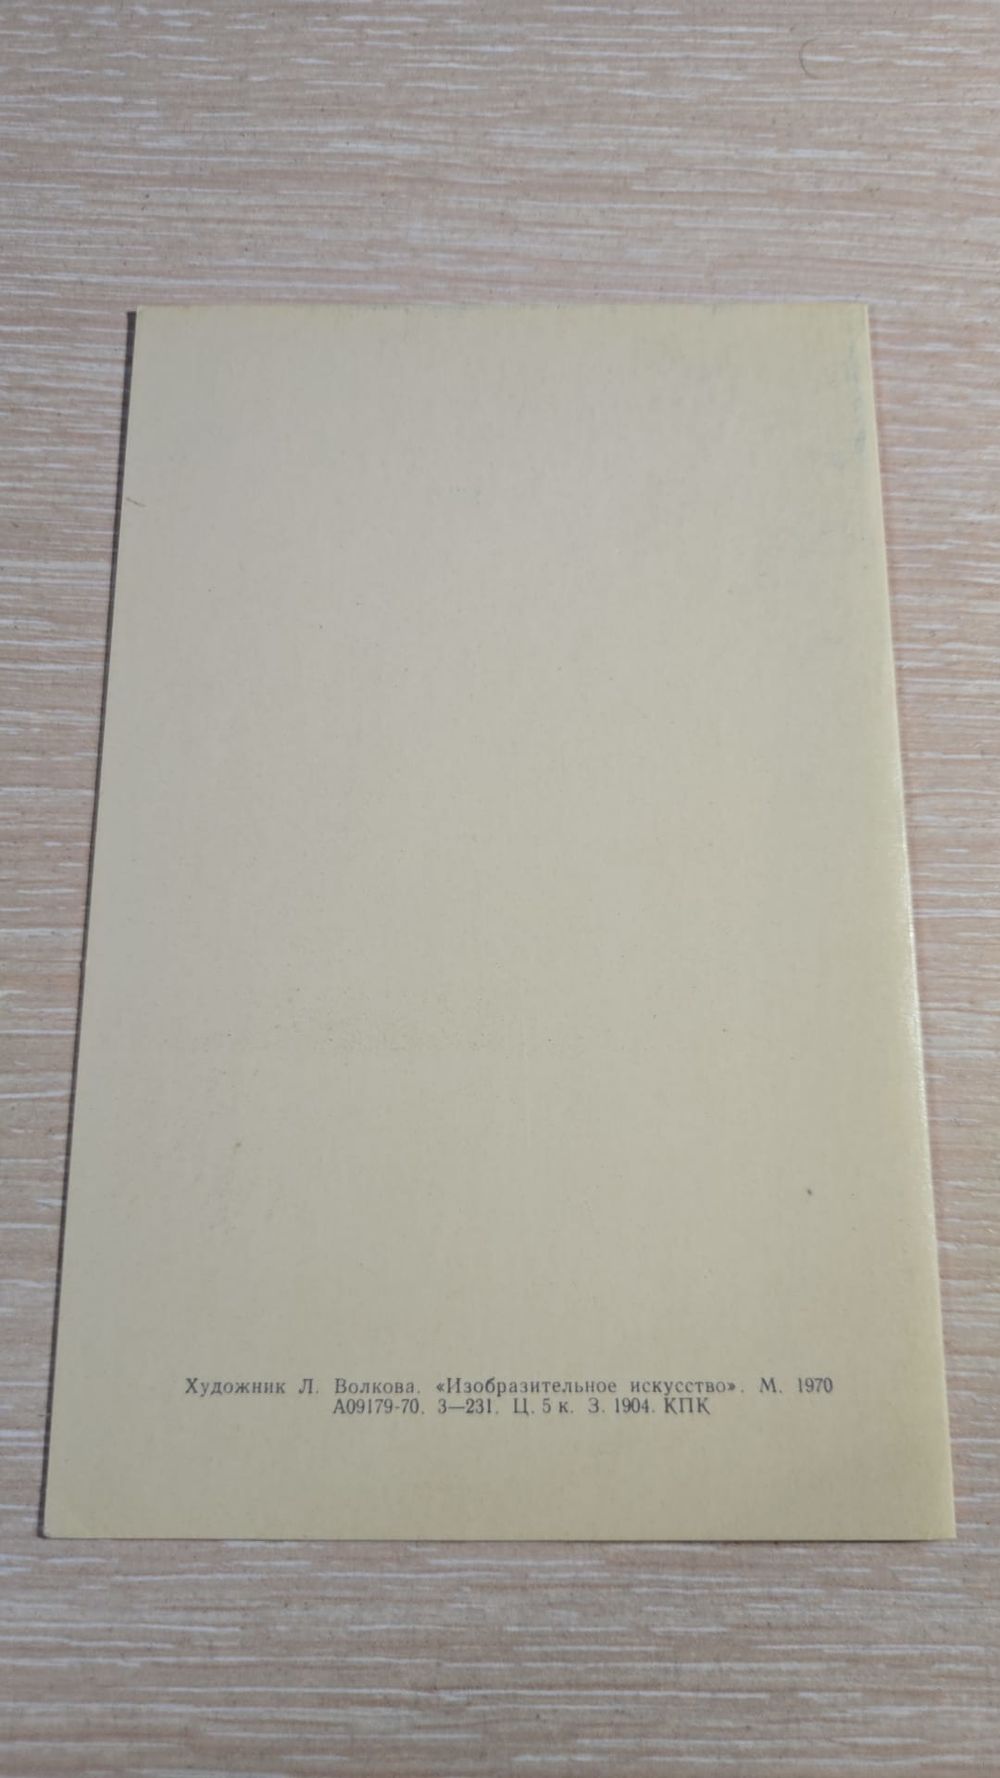 Художник Л. Волкова. «Изобразительное искусство». М. 1970
А09179-70. 3—231. Ц. 5 к. З. 1904. КПК